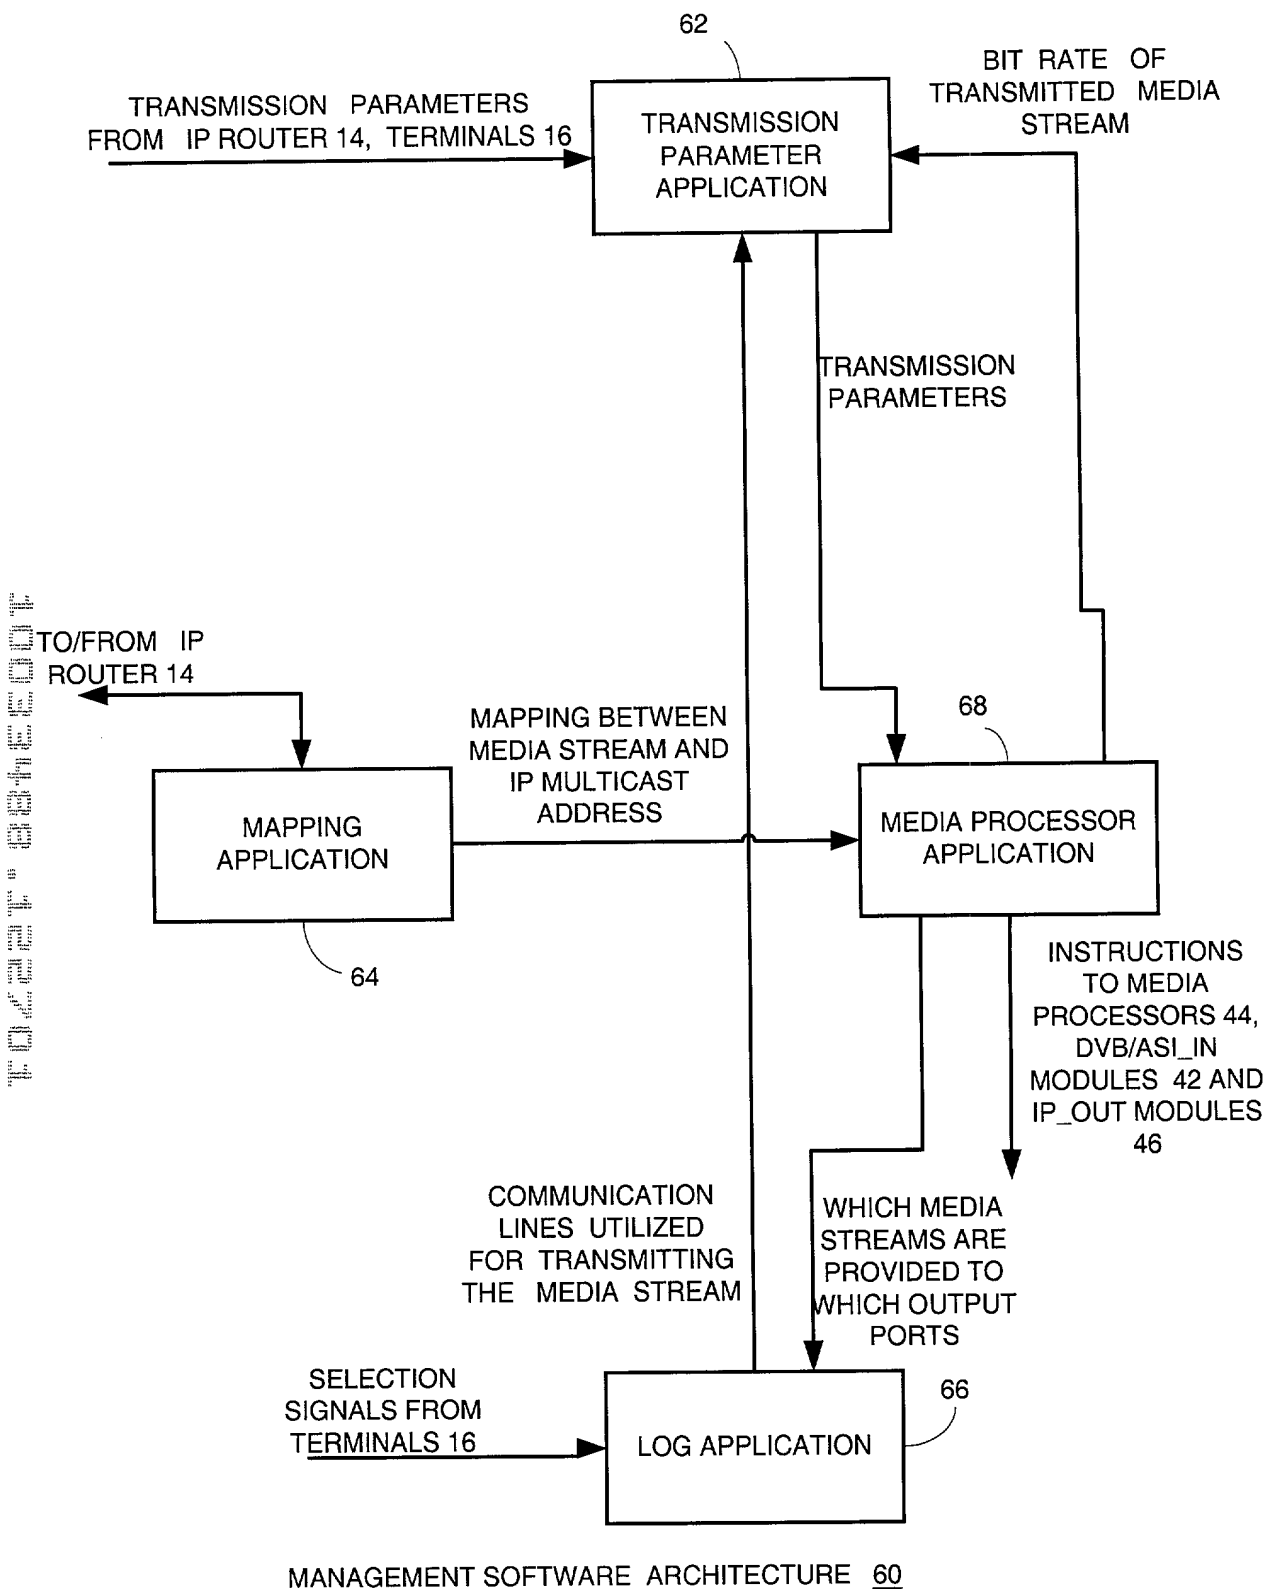 62
BIT RATE OF
TRANSMITTED MEDIA
STREAM
TRANSMISSION PARAMETERS
FROM IP ROUTER 14, TERMINALS 16
TRANSMISSION
PARAMETER
APPLICATION
TRANSMISSION
PARAMETERS
TO/FROM IP
ROUTER 14
MAPPING BETWEEN
MEDIA STREAM AND
IP MULTICAST
ADDRESS
68
MAPPING
APPLICATION
MEDIA PROCESSOR
APPLICATION
64
INSTRUCTIONS
TO MEDIA
PROCESSORS 44,
DVB/ASI_IN
MODULES 42 AND
IP_OUT MODULES
46
COMMUNICATION
LINES UTILIZED
FOR TRANSMITTING
THE MEDIA STREAM
WHICH MEDIA
STREAMS ARE
PROVIDED TO
WHICH OUTPUT
PORTS
SELECTION
SIGNALS FROM
TERMINALS 16
66
LOG APPLICATION
MANAGEMENT SOFTWARE ARCHITECTURE 60